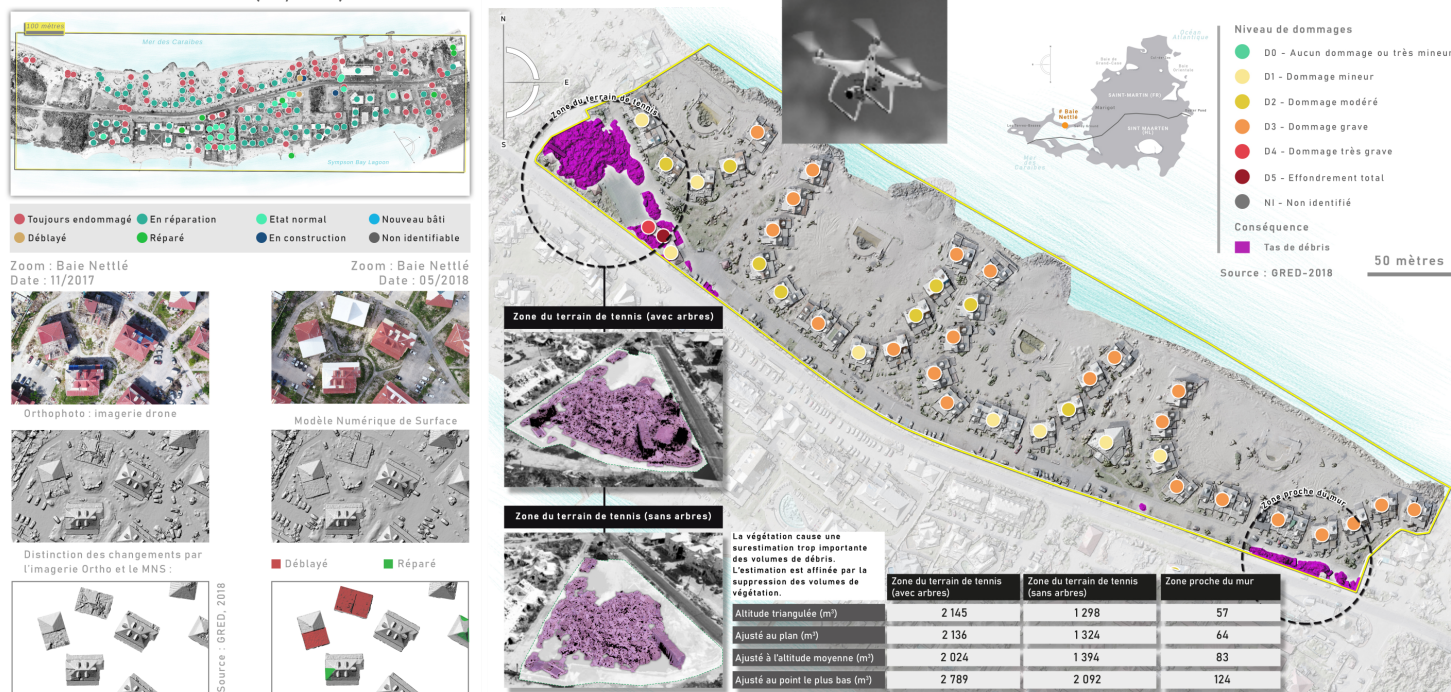 100 mètres
Mer des Caraïbes
Sympson Bay Lagoon
Toujours endommagé
En réparation
Etat normal
Nouveau bâti
Déblayé
Réparé
En construction
Non identifiable
Zoom : Baie Nettlé
Date : 11/2017
Zoom : Baie Nettlé
Date : 05/2018
Orthophoto : imagerie drone
Modèle Numérique de Surface
Distinction des changements par
l'imagerie Ortho et le MNS :
Déblayé
Réparé
Source : GRED, 2018
N
E
S
Zone du terrain de tennis
Zone du terrain de tennis (avec arbres)
Zone du terrain de tennis (sans arbres)
Zone proche du mur
Océan
Atlantique
SAINT-MARTIN (FR)
Marigot
# Baie
Nettlé
SINT MAARTEN
(NL)
Mer
des
Caraïbes
Niveau de dommages
D0 - Aucun dommage ou très mineur
D1 - Dommage mineur
D2 - Dommage modéré
D3 - Dommage grave
D4 - Dommage très grave
D5 - Effondrement total
NI - Non identifié
Conséquence
Tas de débris
Source : GRED-2018
50 mètres
La végétation cause une
surestimation trop importante
des volumes de débris.
L'estimation est affinée par la
suppression des volumes de
végétation.
Zone du terrain de tennis
(avec arbres)
Zone du terrain de tennis
(sans arbres)
Zone proche du mur
Altitude triangulée (m³) 2 145 1 298 57
Ajusté au plan (m³) 2 136 1 324 64
Ajusté à l'altitude moyenne (m³) 2 024 1 394 83
Ajusté au point le plus bas (m³) 2 789 2 092 124